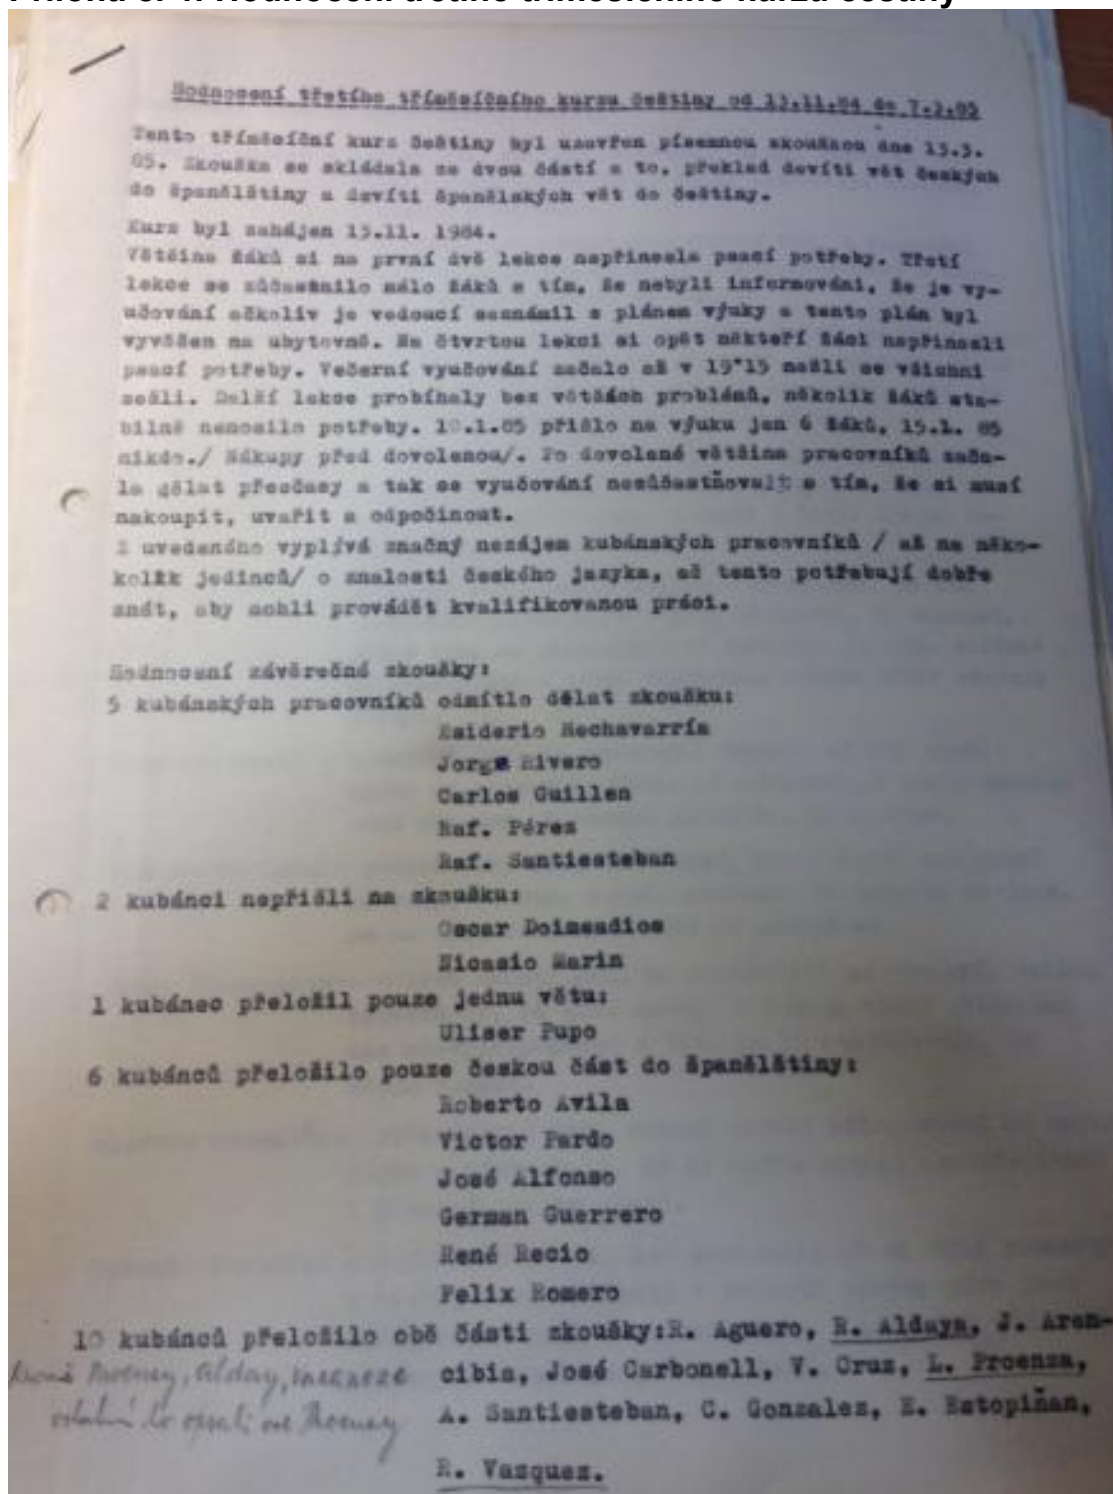 Hodnocení třetího tříměsíčního kursu češtiny od 13.11.84 do 7.2.85
Tento tříměsíční kurs češtiny byl uzavřen písemnou zkouškou dne 13.3.
85. Zkouška se skládala ze dvou částí a to, překlad devíti vět českých
do španělštiny a devíti španělských vět do češtiny.
Kurs byl zahájen 13.11. 1984.
Většina žáků si na první dvě lekce nepřinesla psací potřeby. Třetí
lekce se zúčastnilo málo žáků s tím, že nebyli informováni, že je vy-
učování ačkoliv je vedoucí seznámil s plánem výuky a tento plán byl
vyvěšen na ubytovně. Na čtvrtou lekci si opět někteří žáci nepřinesli
psací potřeby. Večerní vyučování začalo až v 19°15 než se všichni
sešli. Další lekce probíhaly bez větších problémů, několik žáků sta-
bilně nenosilo potřeby. 10.1.85 přišlo na výuku jen 6 žáků, 15.1. 85
nikdo./ Nákupy před dovolenou/. Po dovolené většina pracovníků zača-
la dělat přesčasy a tak se vyučování nezúčastňovali s tím, že si musí
nakoupit, uvařit a odpočinout.
Z uvedeného vyplývá značný nezájem kubánských pracovníků / až na něko-
kolik jedinců/ o znalosti českého jazyka, až tento potřebují dobře
znát, aby mohli provádět kvalifikovanou práci.
Hodnocení závěrečné zkoušky:
5 kubánských pracovníků odmítlo dělat zkoušku:
Esiderio Hechavarría
Jorge Rivero
Carlos Guillen
Raf. Pérez
Raf. Santiesteban
2 kubánci nepřišli na zkoušku:
Oscar Doimeadios
Nicasio Marin
1 kubánec přeložil pouze jednu větu:
Uliser Pupo
6 kubánců přeložilo pouze českou část do španělštiny:
Roberto Avila
Victor Pardo
José Alfonso
German Guerrero
René Recio
Felix Romero
10 kubánců přeložilo obě části zkoušky:R. Aguero, R. Aldaya, J. Aren-
cibia, José Carbonell, V. Cruz, L. Proenza,
A. Santiesteban, C. Gonzales, E. Estopiñan,
R. Vasquez.
ostatní to opsali od